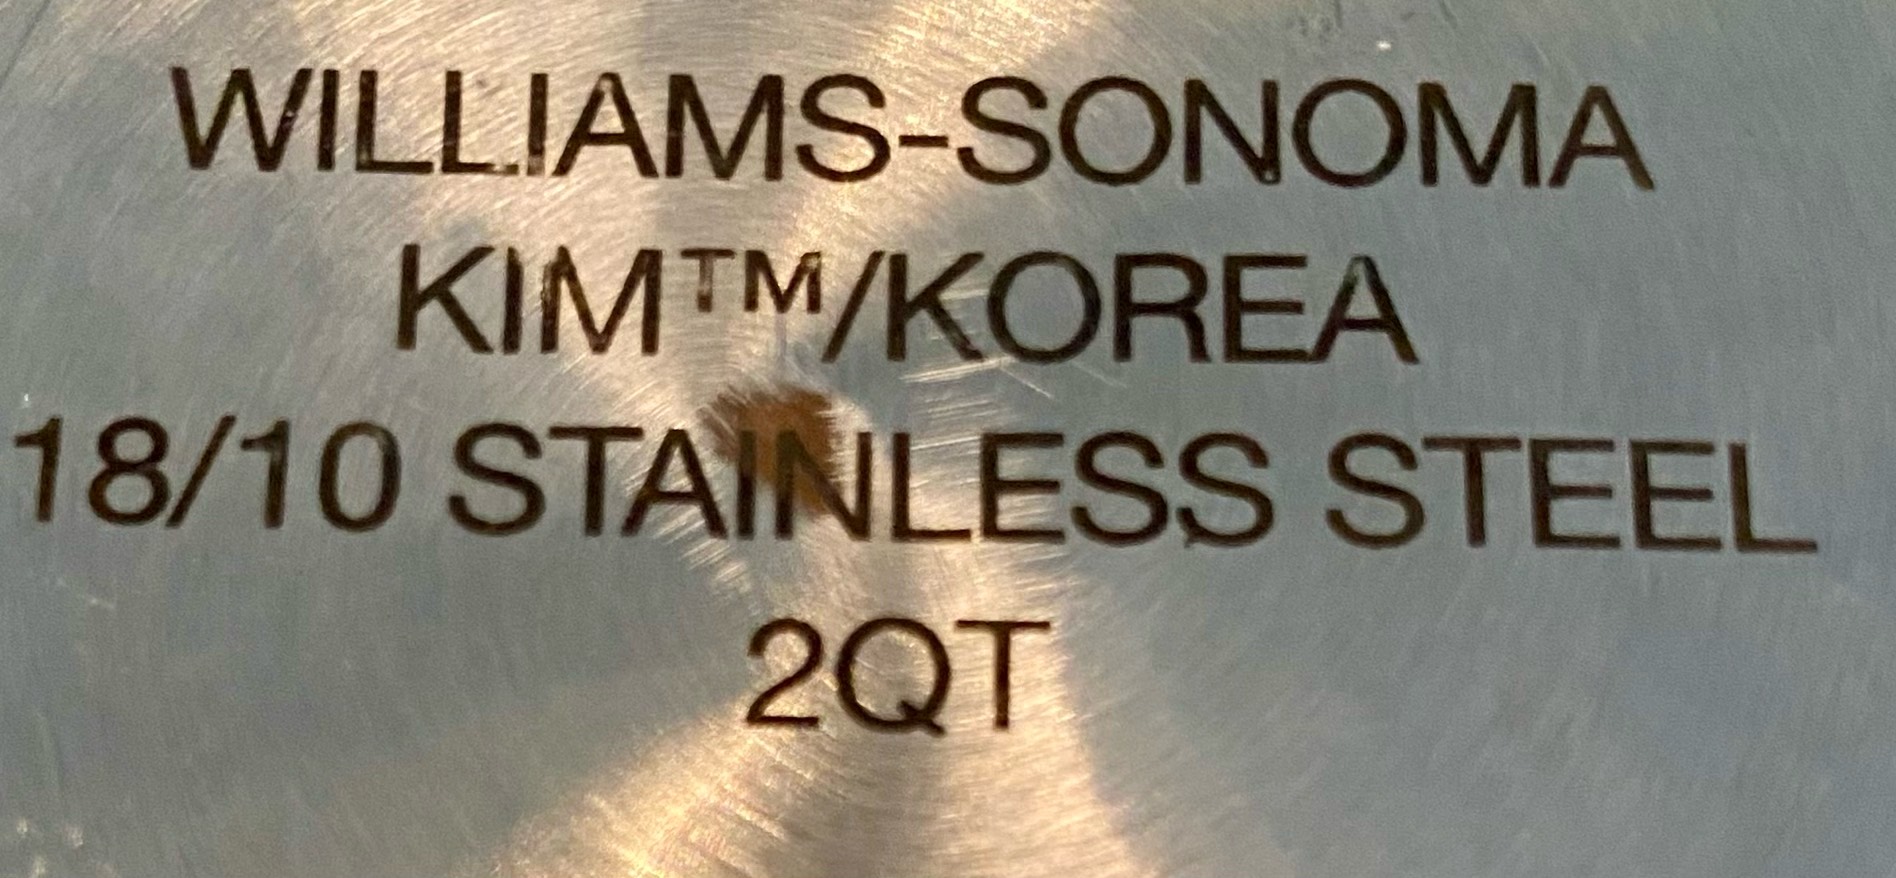 WILLIAMS-SONOMA
KIM™/KOREA
18/10 STAINLESS STEEL
2QT